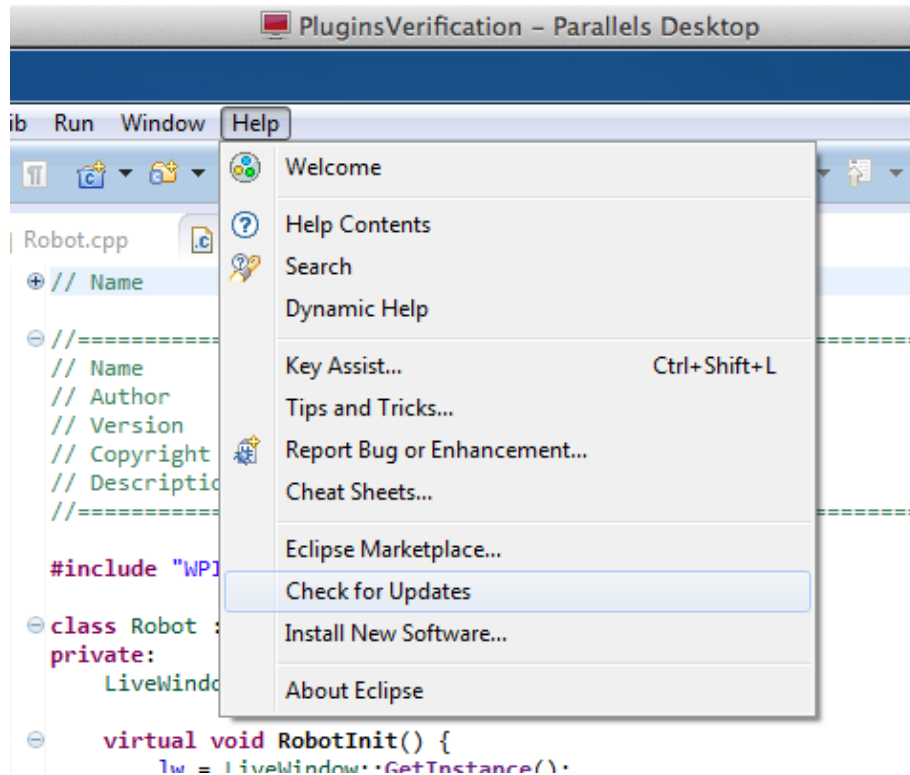 PluginsVerification – Parallels Desktop
ib Run Window Help
Welcome
Robot.cpp .c
Help Contents
Search
Dynamic Help
Key Assist... Ctrl+Shift+L
Tips and Tricks...
Report Bug or Enhancement...
Cheat Sheets...
Eclipse Marketplace...
Check for Updates
Install New Software...
About Eclipse
// Name
//===========
// Name
// Author
// Version
// Copyright
// Descriptio
//===========
#include "WPI
class Robot :
private:
LiveWindo
virtual void RobotInit() {
lw = LiveWindow::GetInstance();